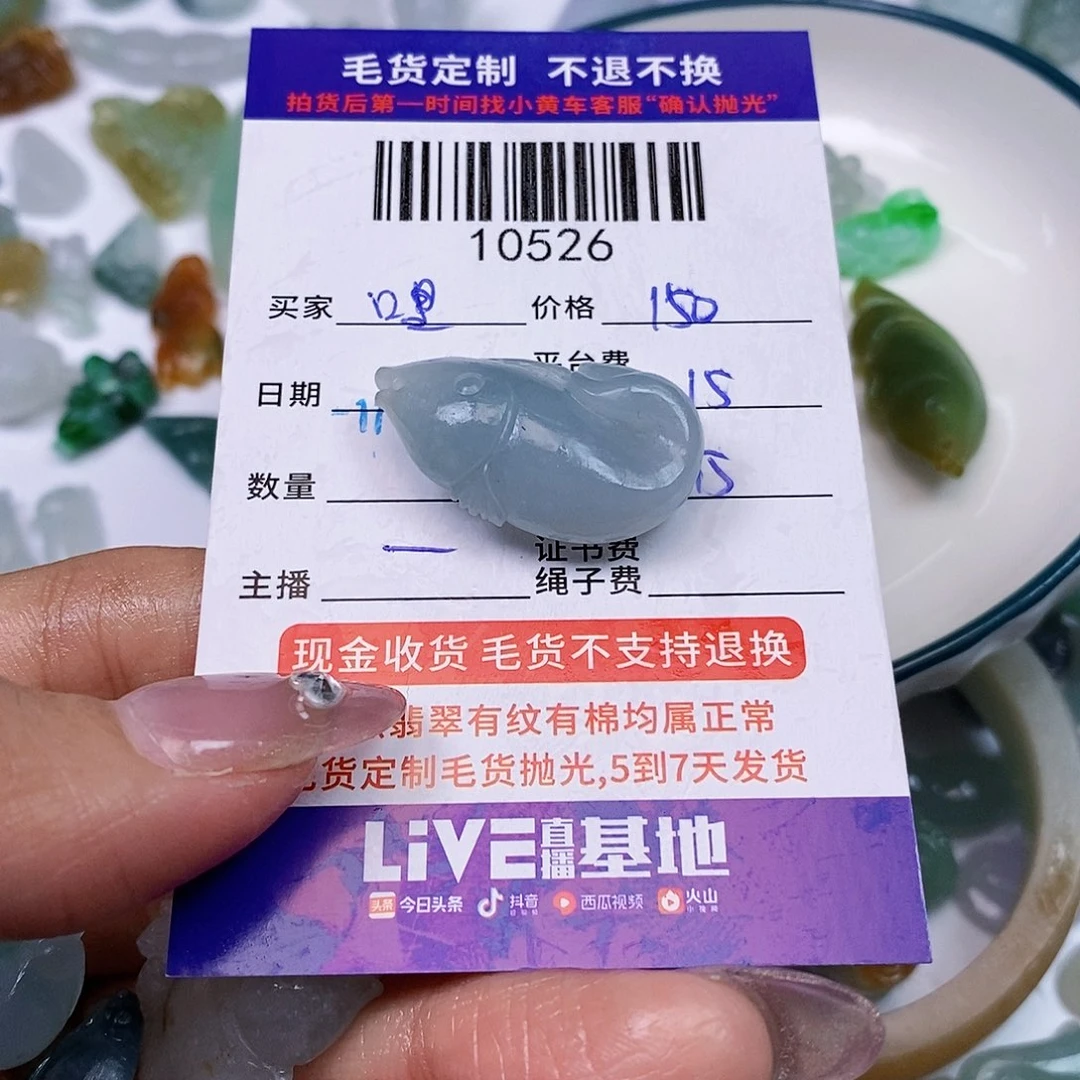 毛货定制 不退不换
拍货后第一时间找小黄车客服“确认抛光”
10526
买家 价格 150
平台费
日期 15
数量 15
证书费
主播 绳子费
现金收货 毛货不支持退换
翡翠有纹有棉均属正常
货定制毛货抛光,5到7天发货
LiVE直播基地
头条 今日头条 抖音 西瓜视频 火山